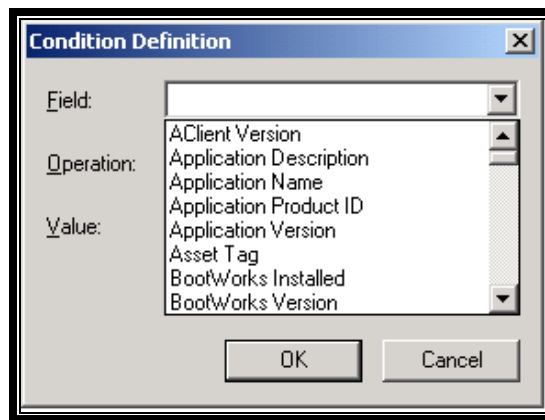 Condition Definition
Field:
AClient Version
Application Description
Operation:
Application Name
Application Product ID
Value:
Application Version
Asset Tag
BootWorks Installed
BootWorks Version
OK Cancel